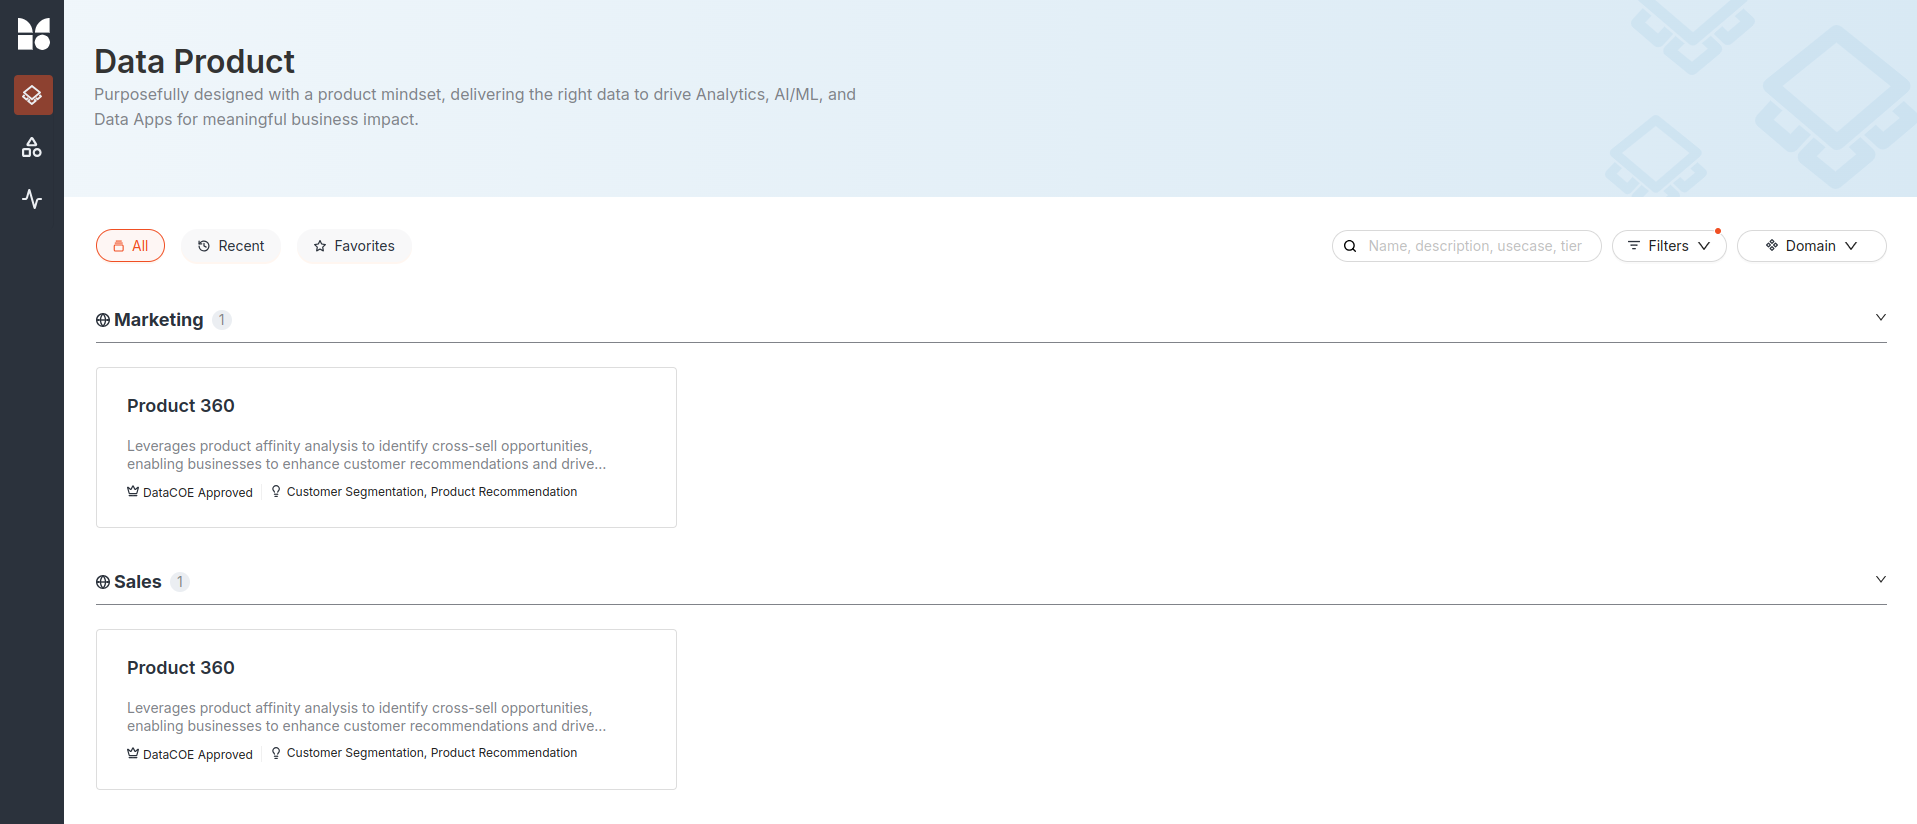 Data Product
Purposefully designed with a product mindset, delivering the right data to drive Analytics, AI/ML, and
Data Apps for meaningful business impact.
All
Recent
Favorites
Name, description, usecase, tier
Filters
Domain
Marketing 1
Product 360
Leverages product affinity analysis to identify cross-sell opportunities,
enabling businesses to enhance customer recommendations and drive...
DataCOE Approved
Customer Segmentation, Product Recommendation
Sales 1
Product 360
Leverages product affinity analysis to identify cross-sell opportunities,
enabling businesses to enhance customer recommendations and drive...
DataCOE Approved
Customer Segmentation, Product Recommendation